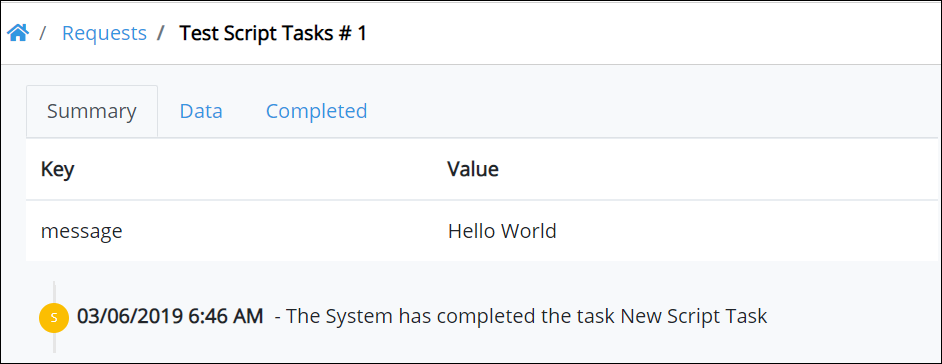 / Requests / Test Script Tasks # 1
Summary Data Completed
Key Value
message Hello World
S 03/06/2019 6:46 AM - The System has completed the task New Script Task